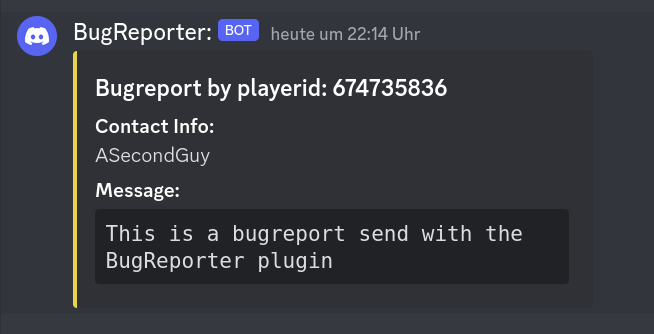 BugReporter: BOT heute um 22:14 Uhr
Bugreport by playerid: 674735836
Contact Info:
ASecondGuy
Message:
This is a bugreport send with the
BugReporter plugin